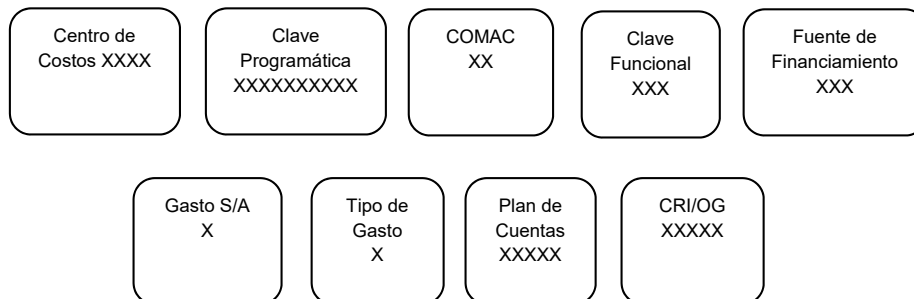 Centro de
Costos XXXX
Clave
Programática
XXXXXXXXXX
COMAC
XX
Clave
Funcional
XXX
Fuente de
Financiamiento
XXX
Gasto S/A
X
Tipo de
Gasto
X
Plan de
Cuentas
XXXXX
CRI/OG
XXXXX